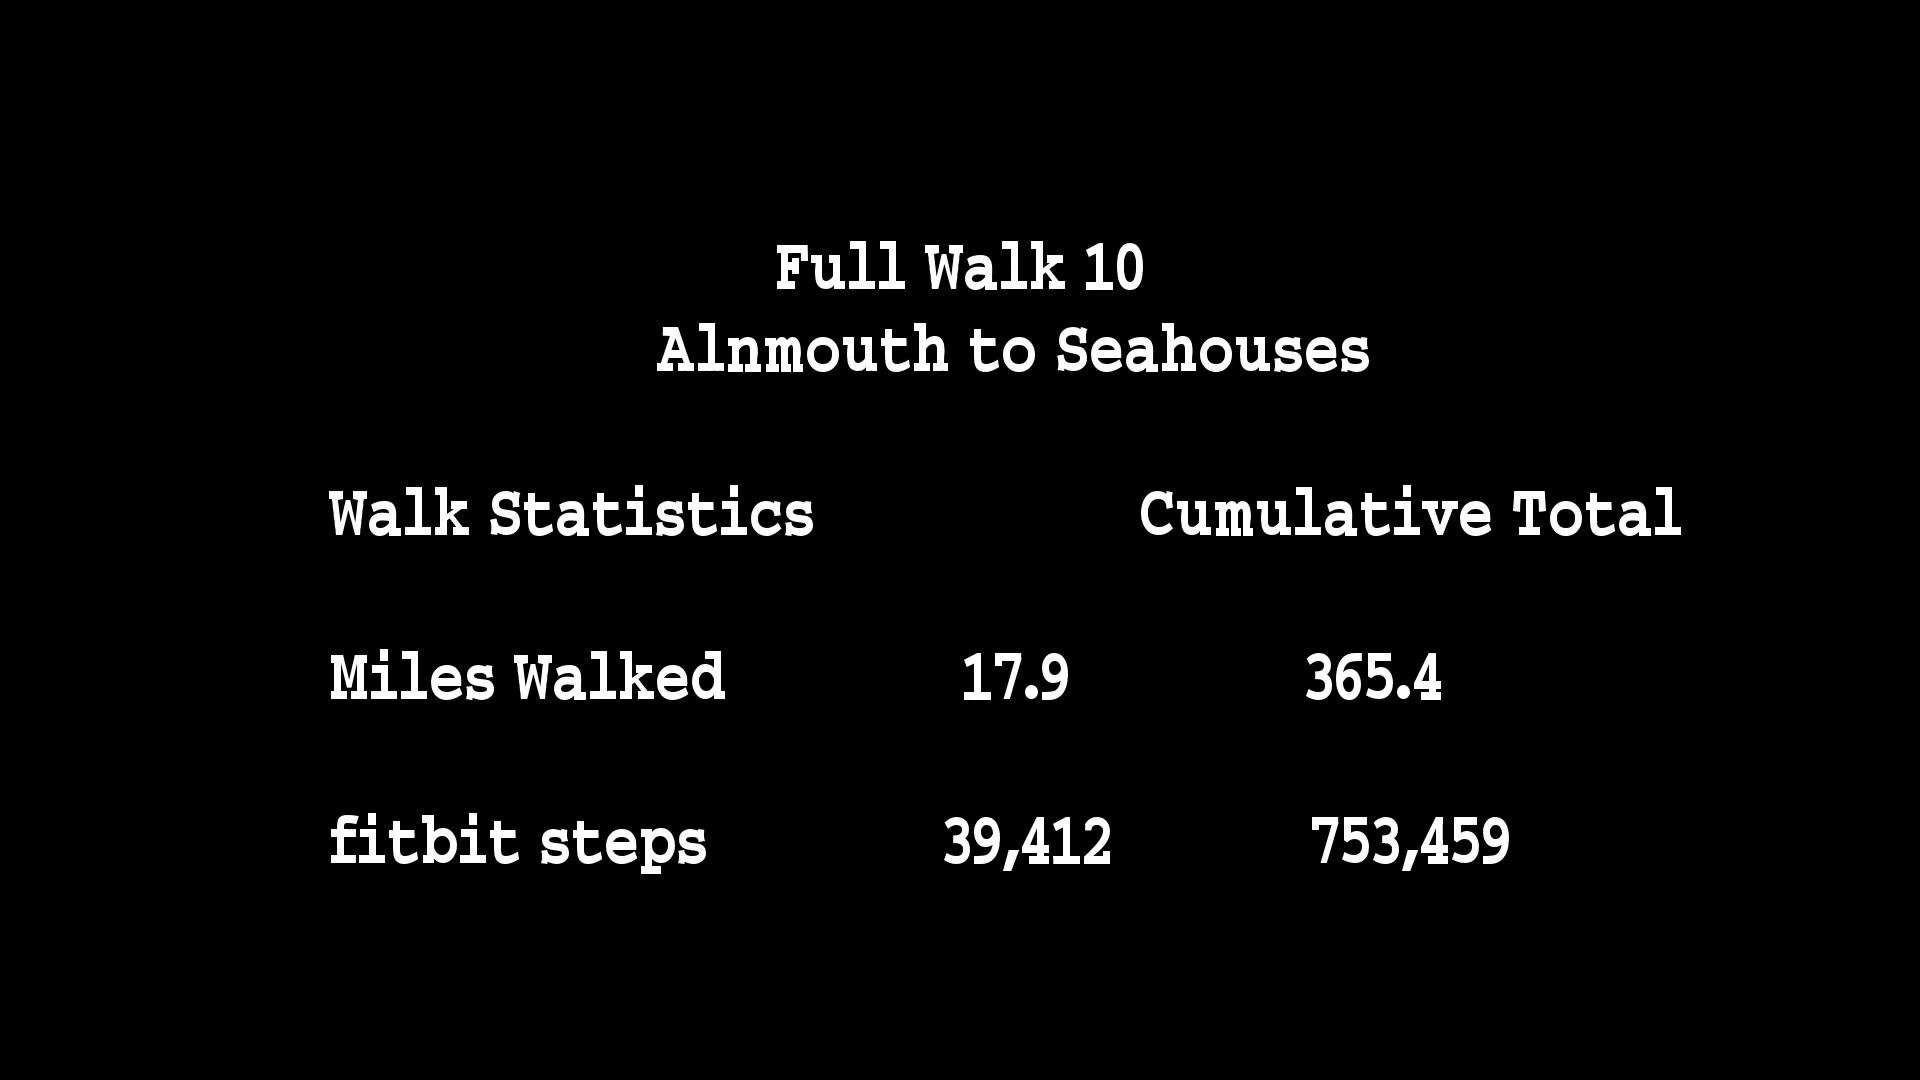 Full Walk 10
Alnmouth to Seahouses
Walk Statistics Cumulative Total
Miles Walked 17.9 365.4
fitbit steps 39,412 753,459